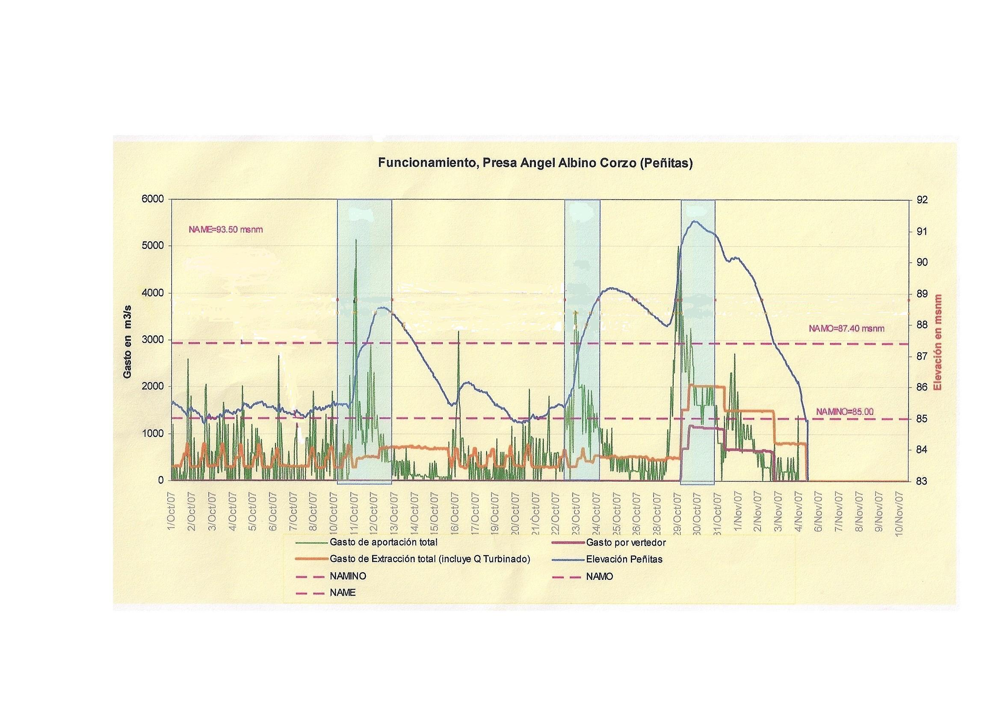 Funcionamiento, Presa Angel Albino Corzo (Peñitas)
Gasto en m3/s
6000
5000
4000
3000
2000
1000
0
NAME=93.50 msnm
NAMO=87.40 msnm
NAMINO=85.00
92
91
90
89
88
87
86
85
84
83
Elevación en msnm
1/Oct/07
2/Oct/07
3/Oct/07
4/Oct/07
5/Oct/07
6/Oct/07
7/Oct/07
8/Oct/07
10/Oct/07
11/Oct/07
12/Oct/07
13/Oct/07
14/Oct/07
15/Oct/07
16/Oct/07
17/Oct/07
19/Oct/07
20/Oct/07
21/Oct/07
22/Oct/07
23/Oct/07
24/Oct/07
25/Oct/07
26/Oct/07
28/Oct/07
29/Oct/07
30/Oct/07
31/Oct/07
1/Nov/07
2/Nov/07
3/Nov/07
4/Nov/07
6/Nov/07
7/Nov/07
8/Nov/07
9/Nov/07
10/Nov/07
Gasto de aportación total
Gasto por vertedor
Gasto de Extracción total (incluye Q Turbinado)
Elevación Peñitas
NAMINO
NAMO
NAME